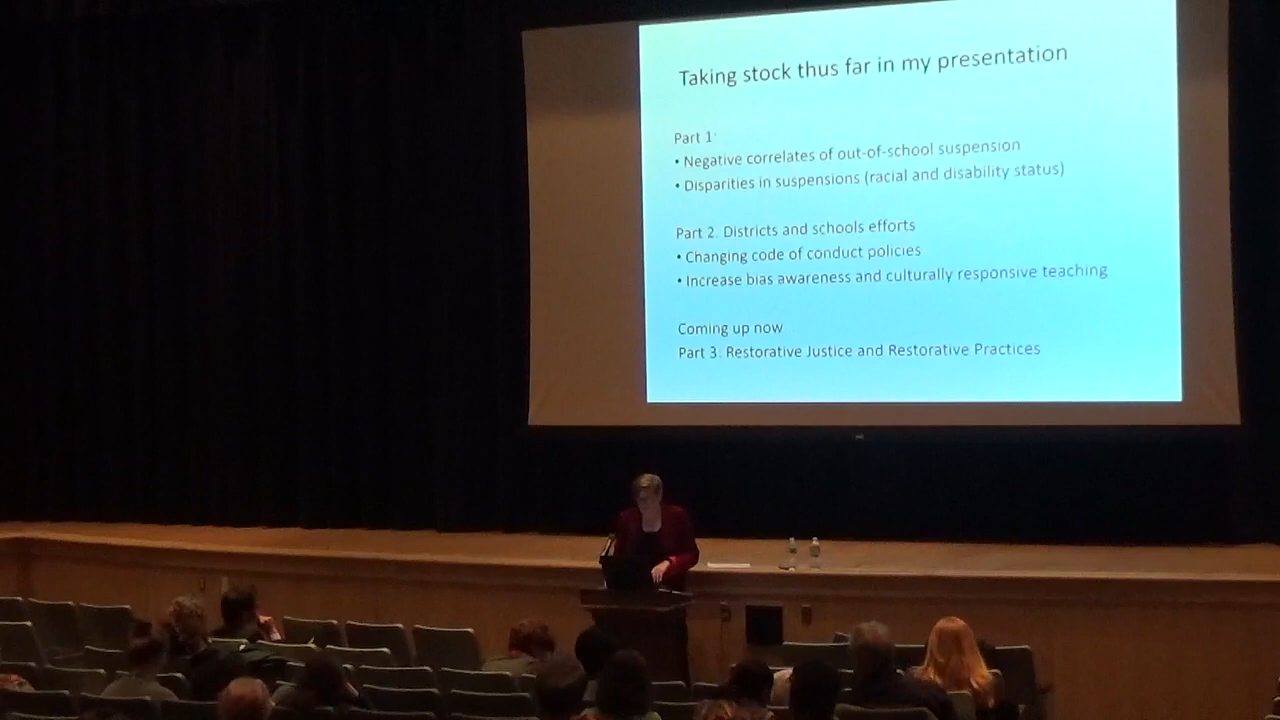 Taking stock thus far in my presentation
Part 1:
• Negative correlates of out-of-school suspension
• Disparities in suspensions (racial and disability status)
Part 2. Districts and schools efforts
• Changing code of conduct policies
• Increase bias awareness and culturally responsive teaching
Coming up now
Part 3. Restorative Justice and Restorative Practices